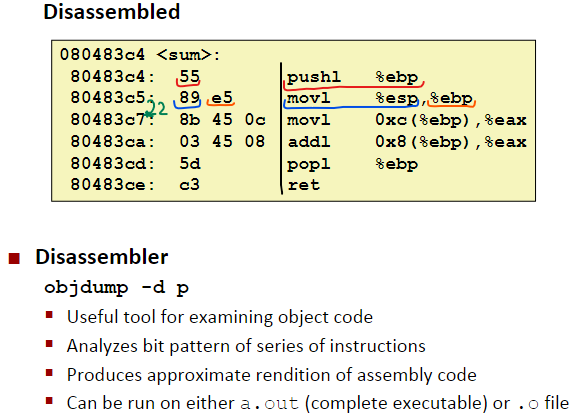 Disassembled
080483c4 <sum>:
80483c4: 55 pushl %ebp
80483c5: 89 e5 movl %esp,%ebp
22
80483c7: 8b 45 0c movl 0xc(%ebp),%eax
80483ca: 03 45 08 addl 0x8(%ebp),%eax
80483cd: 5d popl %ebp
80483ce: c3 ret
Disassembler
objdump -d p
Useful tool for examining object code
Analyzes bit pattern of series of instructions
Produces approximate rendition of assembly code
Can be run on either a.out (complete executable) or .o file